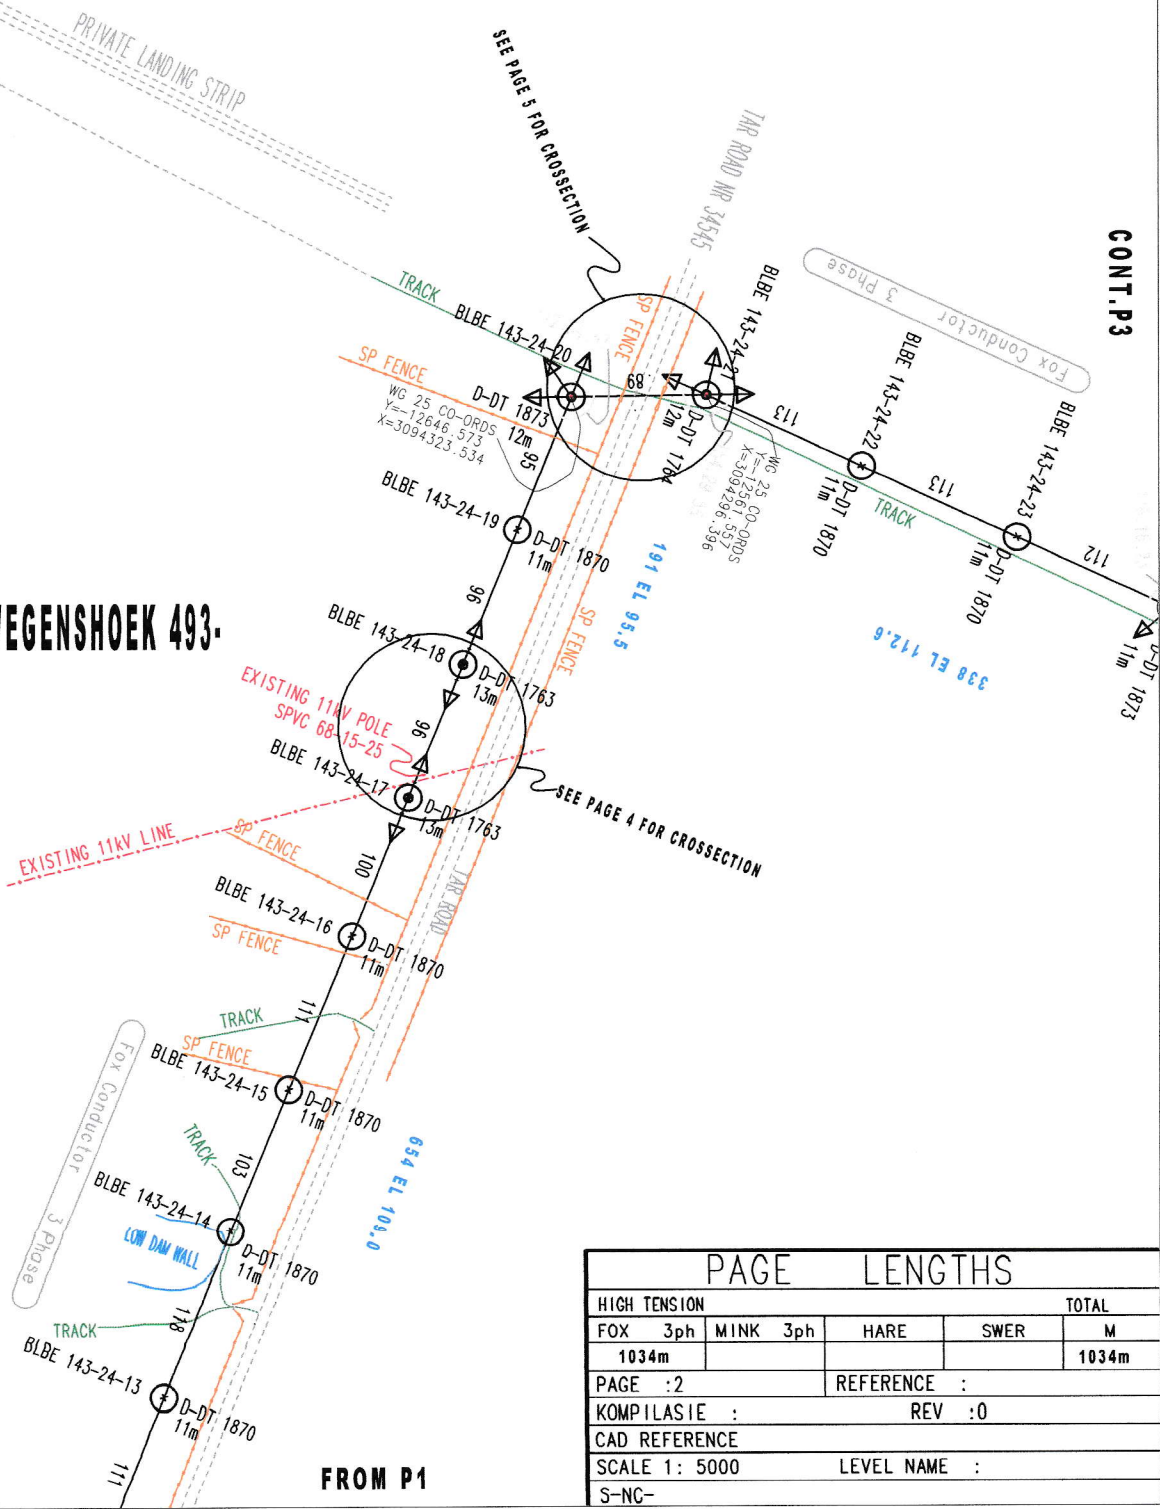 PRIVATE LANDING STRIP
SEE PAGE 5 FOR CROSSECTION
TAR ROAD NR 34545
CONT.P3
Fox Conductor 3 Phase
TRACK
BLBE 143-24-20
SP FENCE
SP FENCE
D-DT 1873
12m
WG 25 CO-ORDS
Y=-12646.573
X=3094323.534
89
BLBE 143-24-21
D-DT 1764
12m
WG 25 CO-ORDS
Y=-12561.557
X=3094296.396
113
BLBE 143-24-22
D-DT 1870
11m
113
TRACK
BLBE 143-24-23
D-DT 1870
11m
112
D-DT 1873
11m
95
BLBE 143-24-19
D-DT 1870
11m
191 EL 95.5
338 EL 112.6
96
SP FENCE
EGENSHOEK 493-
BLBE 143-24-18
D-DT 1763
13m
EXISTING 11kV POLE
SPVC 68-15-25
96
BLBE 143-24-17
D-DT 1763
13m
SEE PAGE 4 FOR CROSSECTION
EXISTING 11kV LINE
SP FENCE
100
TAR ROAD
BLBE 143-24-16
D-DT 1870
11m
SP FENCE
111
TRACK
SP FENCE
BLBE 143-24-15
D-DT 1870
11m
Fox Conductor 3 Phase
TRACK
103
654 EL 109.0
BLBE 143-24-14
D-DT 1870
11m
LOW DAM WALL
118
TRACK
BLBE 143-24-13
D-DT 1870
11m
111
FROM P1
PAGE LENGTHS
HIGH TENSION TOTAL
FOX 3ph MINK 3ph HARE SWER M
1034m 1034m
PAGE :2 REFERENCE :
KOMPILASIE : REV :0
CAD REFERENCE
SCALE 1: 5000 LEVEL NAME :
S-NC-